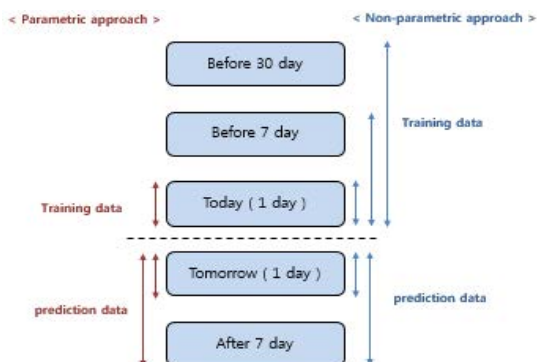 < Parametric approach >
< Non-parametric approach >
Before 30 day
Before 7 day
Training data
Today ( 1 day )
Training data
Tomorrow ( 1 day )
prediction data
prediction data
After 7 day